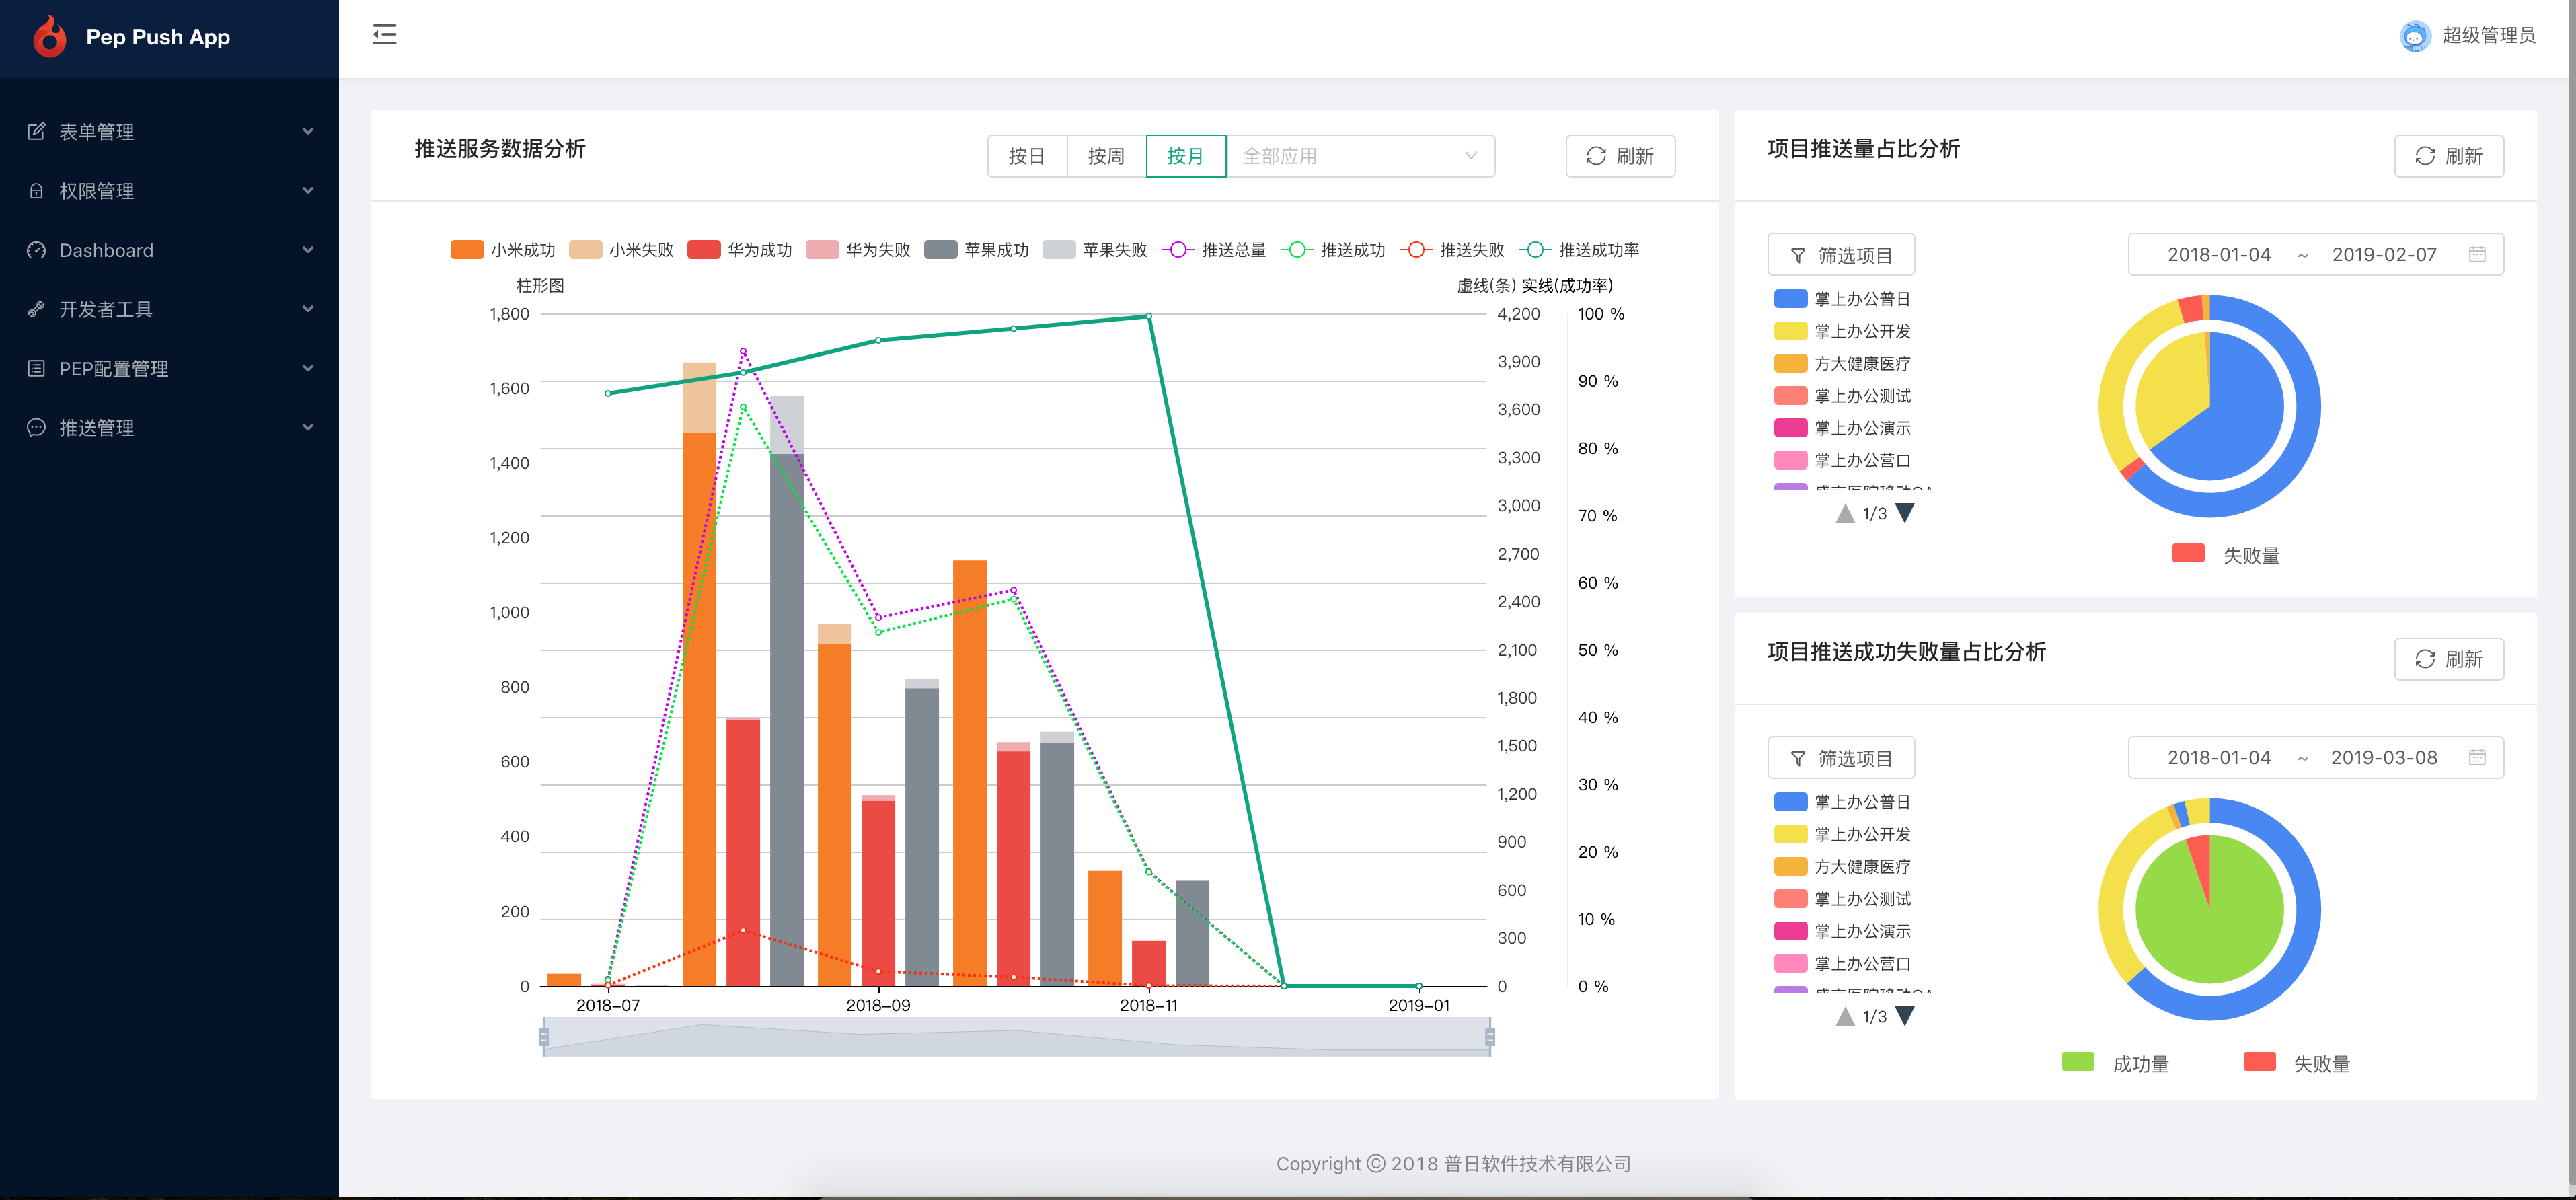 Pep Push App
超级管理员
表单管理
权限管理
Dashboard
开发者工具
PEP配置管理
推送管理
推送服务数据分析
按日 按周 按月 全部应用 刷新
小米成功 小米失败 华为成功 华为失败 苹果成功 苹果失败 推送总量 推送成功 推送失败 推送成功率
柱形图 虚线(条) 实线(成功率)
1,800
1,600
1,400
1,200
1,000
800
600
400
200
0
4,200
3,900
3,600
3,300
3,000
2,700
2,400
2,100
1,800
1,500
1,200
900
600
300
0
100 %
90 %
80 %
70 %
60 %
50 %
40 %
30 %
20 %
10 %
0 %
2018-07 2018-09 2018-11 2019-01
项目推送量占比分析 刷新
筛选项目 2018-01-04 ~ 2019-02-07
掌上办公普日
掌上办公开发
方大健康医疗
掌上办公测试
掌上办公演示
掌上办公营口
1/3
失败量
项目推送成功失败量占比分析 刷新
筛选项目 2018-01-04 ~ 2019-03-08
掌上办公普日
掌上办公开发
方大健康医疗
掌上办公测试
掌上办公演示
掌上办公营口
1/3
成功量 失败量
Copyright © 2018 普日软件技术有限公司